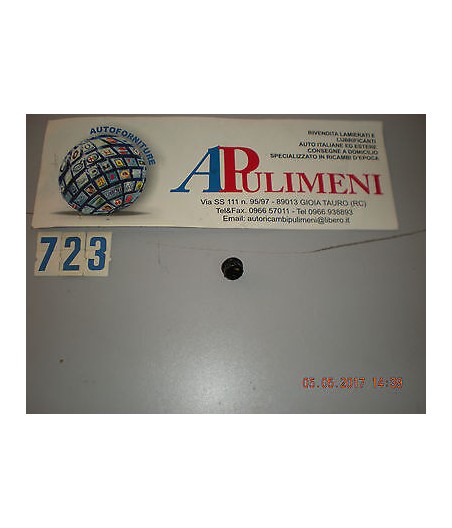 AUTOFORNITURE
RIVENDITA LAMIERATI E
LUBRIFICANTI
AUTO ITALIANE ED ESTERE
CONSEGNE A DOMICILIO
SPECIALIZZATO IN RICAMBI D'EPOCA
APULIMENI
Via SS 111 n. 95/97 - 89013 GIOIA TAURO (RC)
Tel&Fax. 0966 57011 - Tel 0966 935893
Email: autoricambipulimeni@libero.it
723
05.06.2017 14:39